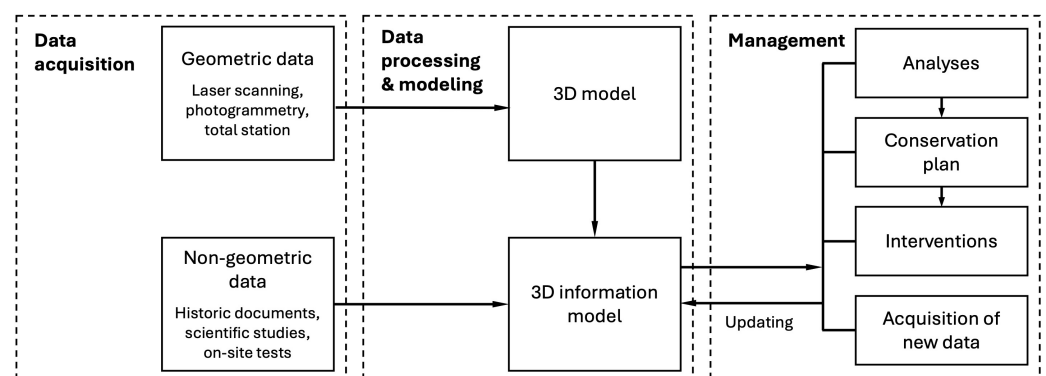 Data
acquisition
Geometric data
Laser scanning,
photogrammetry,
total station
Non-geometric
data
Historic documents,
scientific studies,
on-site tests
Data
processing
& modeling
3D model
3D information
model
Management
Analyses
Conservation
plan
Interventions
Acquisition of
new data
Updating